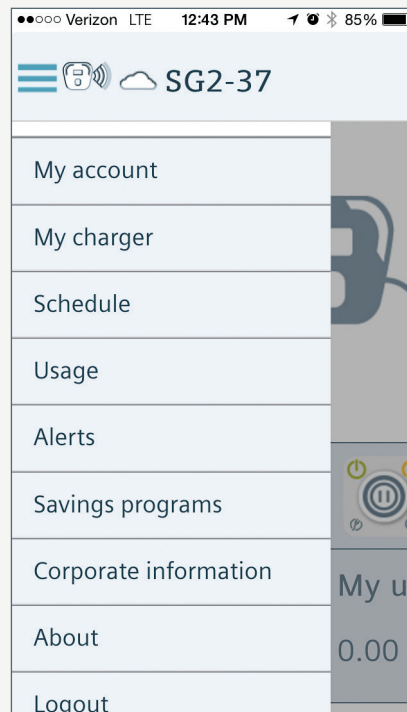 Verizon LTE 12:43 PM 85%
SG2-37
My account
My charger
Schedule
Usage
Alerts
Savings programs
Corporate information
My u
About
0.00
Logout